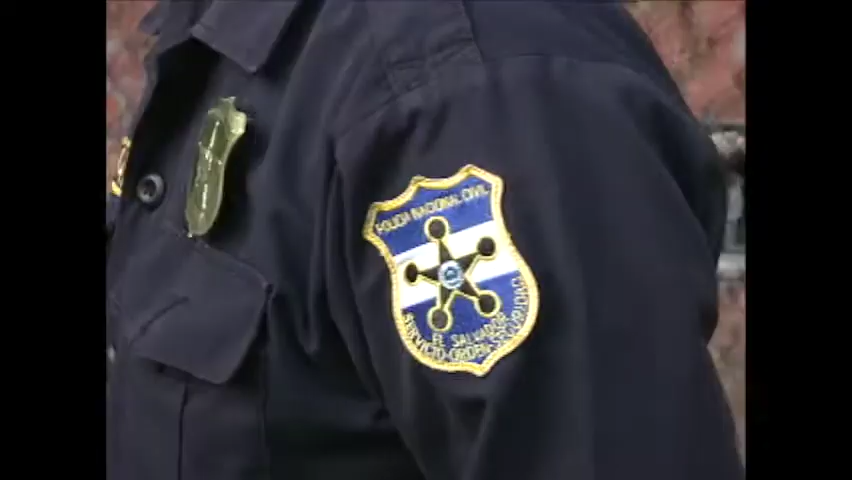 POLICIA NACIONAL CIVIL
EL SALVADOR
SERVICIO-ORDEN-SEGURIDAD